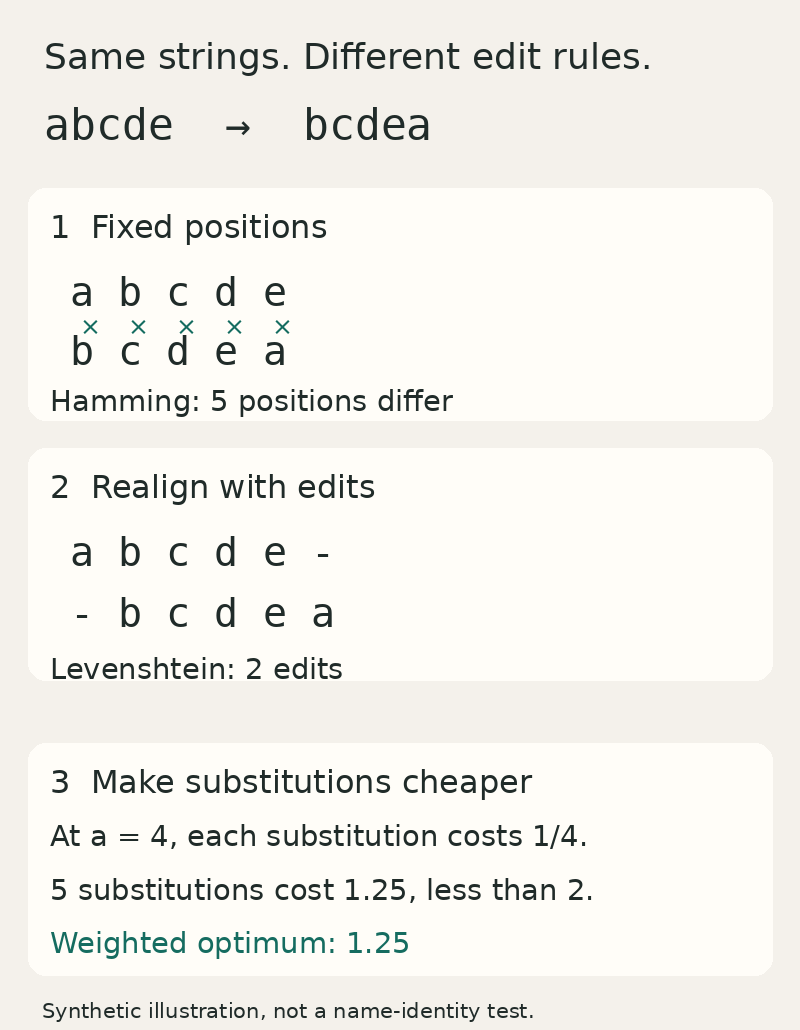 Same strings. Different edit rules.
abcde → bcdea
1 Fixed positions
a b c d e
× × × × ×
b c d e a
Hamming: 5 positions differ
2 Realign with edits
a b c d e -
- b c d e a
Levenshtein: 2 edits
3 Make substitutions cheaper
At a = 4, each substitution costs 1/4.
5 substitutions cost 1.25, less than 2.
Weighted optimum: 1.25
Synthetic illustration, not a name-identity test.